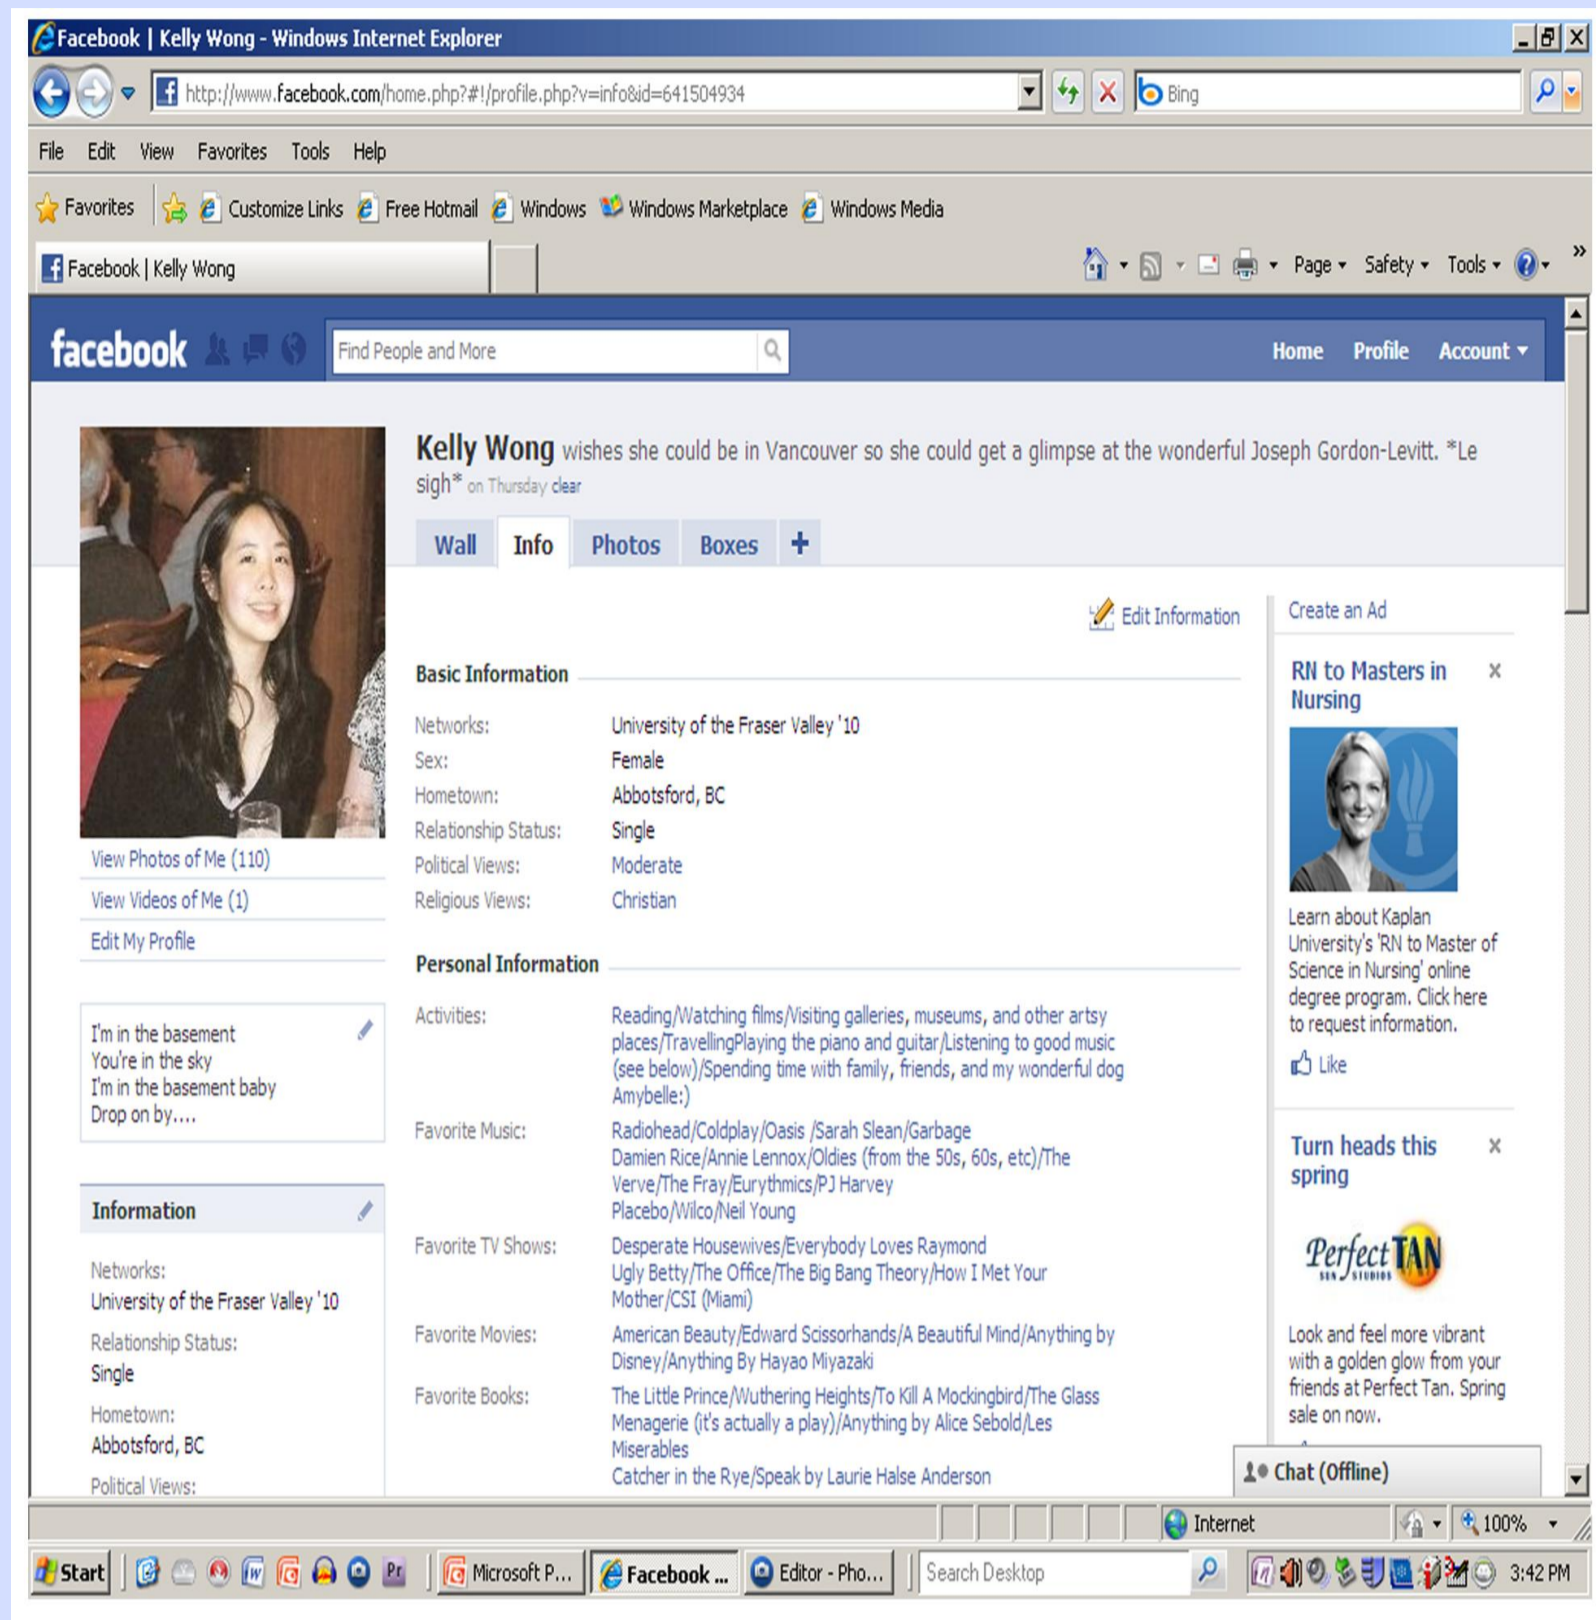 Facebook | Kelly Wong - Windows Internet Explorer
http://www.facebook.com/home.php?#!/profile.php?v=info&id=641504934
Bing
File Edit View Favorites Tools Help
Favorites Customize Links Free Hotmail Windows Windows Marketplace Windows Media
Facebook | Kelly Wong
Page Safety Tools
facebook
Find People and More
Home Profile Account
Kelly Wong wishes she could be in Vancouver so she could get a glimpse at the wonderful Joseph Gordon-Levitt. *Le
sigh* on Thursday clear
Wall Info Photos Boxes +
Edit Information
Basic Information
Networks: University of the Fraser Valley '10
Sex: Female
Hometown: Abbotsford, BC
Relationship Status: Single
Political Views: Moderate
Religious Views: Christian
Personal Information
Activities: Reading/Watching films/Visiting galleries, museums, and other artsy
places/TravellingPlaying the piano and guitar/Listening to good music
(see below)/Spending time with family, friends, and my wonderful dog
Amybelle:)
Favorite Music: Radiohead/Coldplay/Oasis /Sarah Slean/Garbage
Damien Rice/Annie Lennox/Oldies (from the 50s, 60s, etc)/The
Verve/The Fray/Eurythmics/PJ Harvey
Placebo/Wilco/Neil Young
Favorite TV Shows: Desperate Housewives/Everybody Loves Raymond
Ugly Betty/The Office/The Big Bang Theory/How I Met Your
Mother/CSI (Miami)
Favorite Movies: American Beauty/Edward Scissorhands/A Beautiful Mind/Anything by
Disney/Anything By Hayao Miyazaki
Favorite Books: The Little Prince/Wuthering Heights/To Kill A Mockingbird/The Glass
Menagerie (it's actually a play)/Anything by Alice Sebold/Les
Miserables
Catcher in the Rye/Speak by Laurie Halse Anderson
View Photos of Me (110)
View Videos of Me (1)
Edit My Profile
I'm in the basement
You're in the sky
I'm in the basement baby
Drop on by....
Information
Networks:
University of the Fraser Valley '10
Relationship Status:
Single
Hometown:
Abbotsford, BC
Political Views:
Create an Ad
RN to Masters in
Nursing
Learn about Kaplan
University's 'RN to Master of
Science in Nursing' online
degree program. Click here
to request information.
Like
Turn heads this
spring
Perfect TAN
SUN STUDIOS
Look and feel more vibrant
with a golden glow from your
friends at Perfect Tan. Spring
sale on now.
Chat (Offline)
Internet 100%
Start Microsoft P... Facebook ... Editor - Pho... Search Desktop 3:42 PM